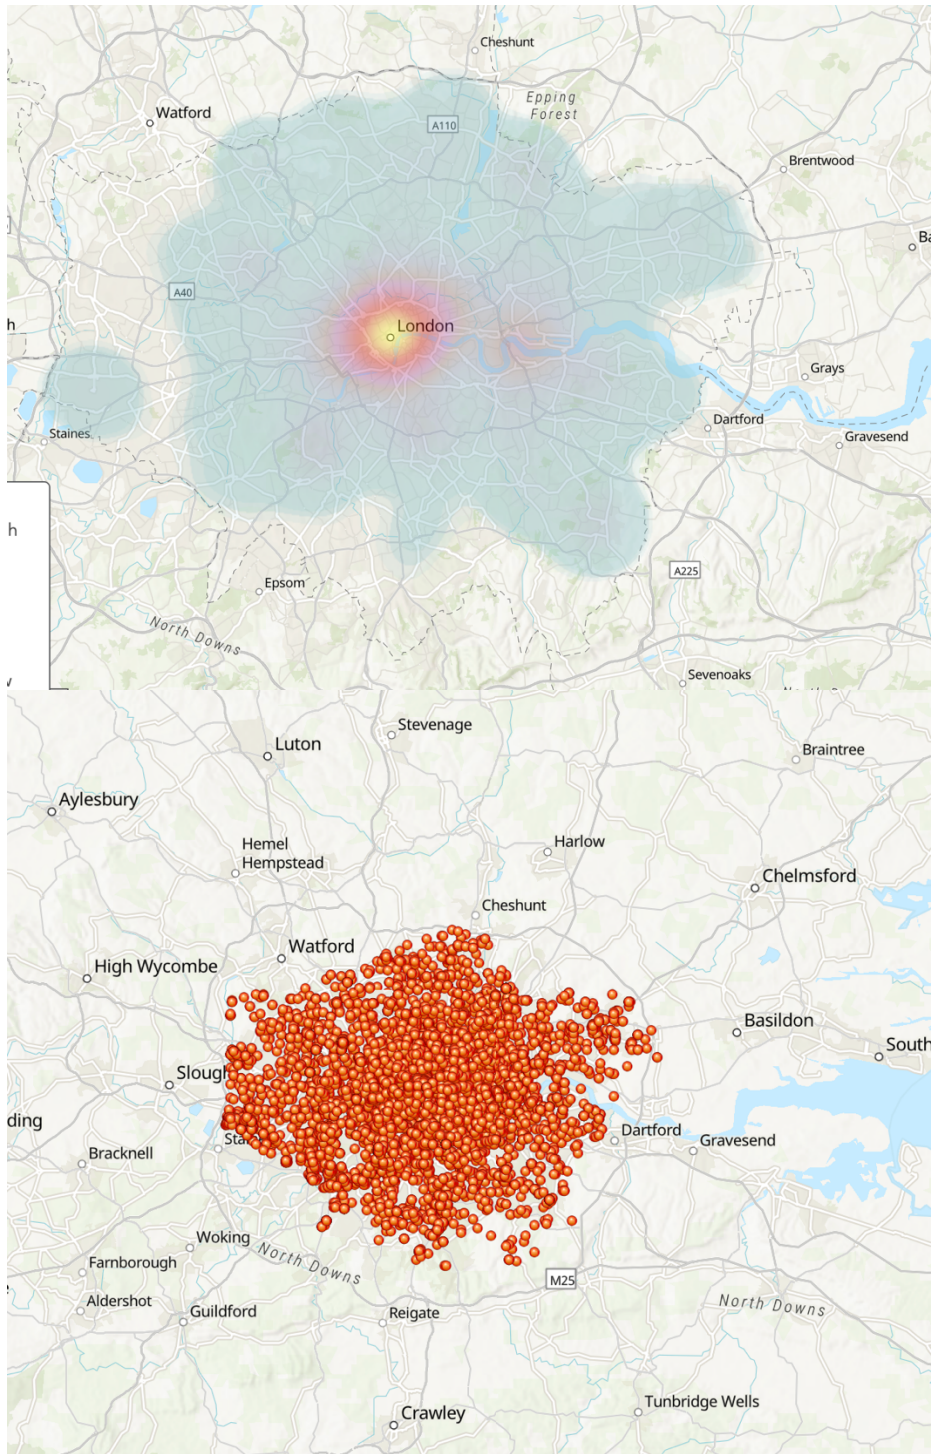 Cheshunt
Epping
Forest
Watford
A110
Brentwood
A40
London
Grays
Dartford
Staines
Gravesend
A225
Epsom
North Downs
Sevenoaks
Stevenage
Luton
Braintree
Aylesbury
Hemel
Hempstead
Harlow
Chelmsford
Cheshunt
Watford
High Wycombe
Basildon
South
Slough
ding
Dartford
Bracknell
Gravesend
Woking
North Downs
Farnborough
M25
Aldershot
Guildford
Reigate
North Downs
Tunbridge Wells
Crawley